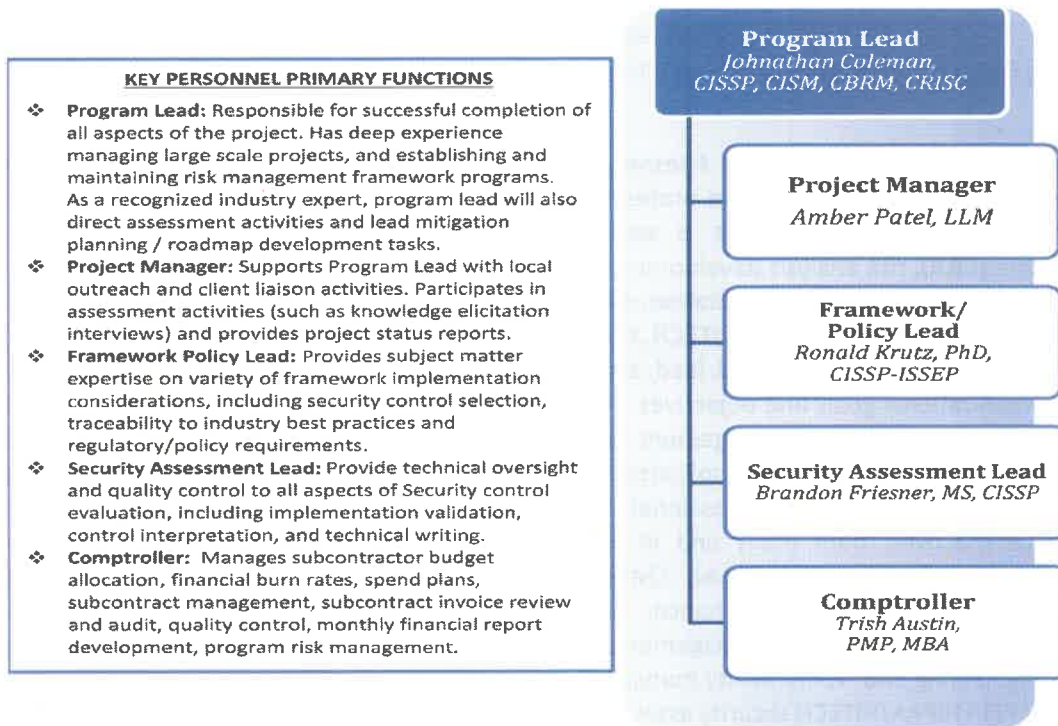 KEY PERSONNEL PRIMARY FUNCTIONS
❖ Program Lead: Responsible for successful completion of
all aspects of the project. Has deep experience
managing large scale projects, and establishing and
maintaining risk management framework programs.
As a recognized industry expert, program lead will also
direct assessment activities and lead mitigation
planning / roadmap development tasks.
❖ Project Manager: Supports Program Lead with local
outreach and client liaison activities. Participates in
assessment activities (such as knowledge elicitation
interviews) and provides project status reports.
❖ Framework Policy Lead: Provides subject matter
expertise on variety of framework implementation
considerations, including security control selection,
traceability to industry best practices and
regulatory/policy requirements.
❖ Security Assessment Lead: Provide technical oversight
and quality control to all aspects of Security control
evaluation, including implementation validation,
control interpretation, and technical writing.
❖ Comptroller: Manages subcontractor budget
allocation, financial burn rates, spend plans,
subcontract management, subcontract invoice review
and audit, quality control, monthly financial report
development, program risk management.
Program Lead
Johnathan Coleman,
CISSP, CISM, CBRM, CRISC
Project Manager
Amber Patel, LLM
Framework/
Policy Lead
Ronald Krutz, PhD,
CISSP-ISSEP
Security Assessment Lead
Brandon Friesner, MS, CISSP
Comptroller
Trish Austin,
PMP, MBA